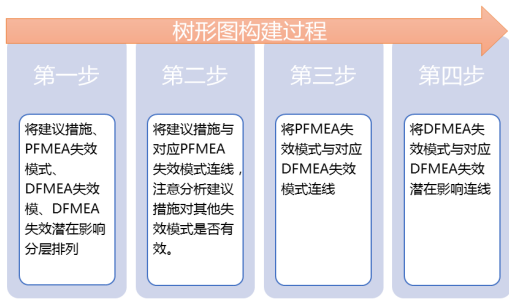 树形图构建过程
第一步
第二步
第三步
第四步
将建议措施、
PFMEA失效
模式、
DFMEA失效
模、DFMEA
失效潜在影响
分层排列
将建议措施与
对应PFMEA
失效模式连线，
注意分析建议
措施对其他失
效模式是否有
效。
将PFMEA失
效模式与对应
DFMEA失效
模式连线
将DFMEA失
效模式与对应
DFMEA失效
潜在影响连线